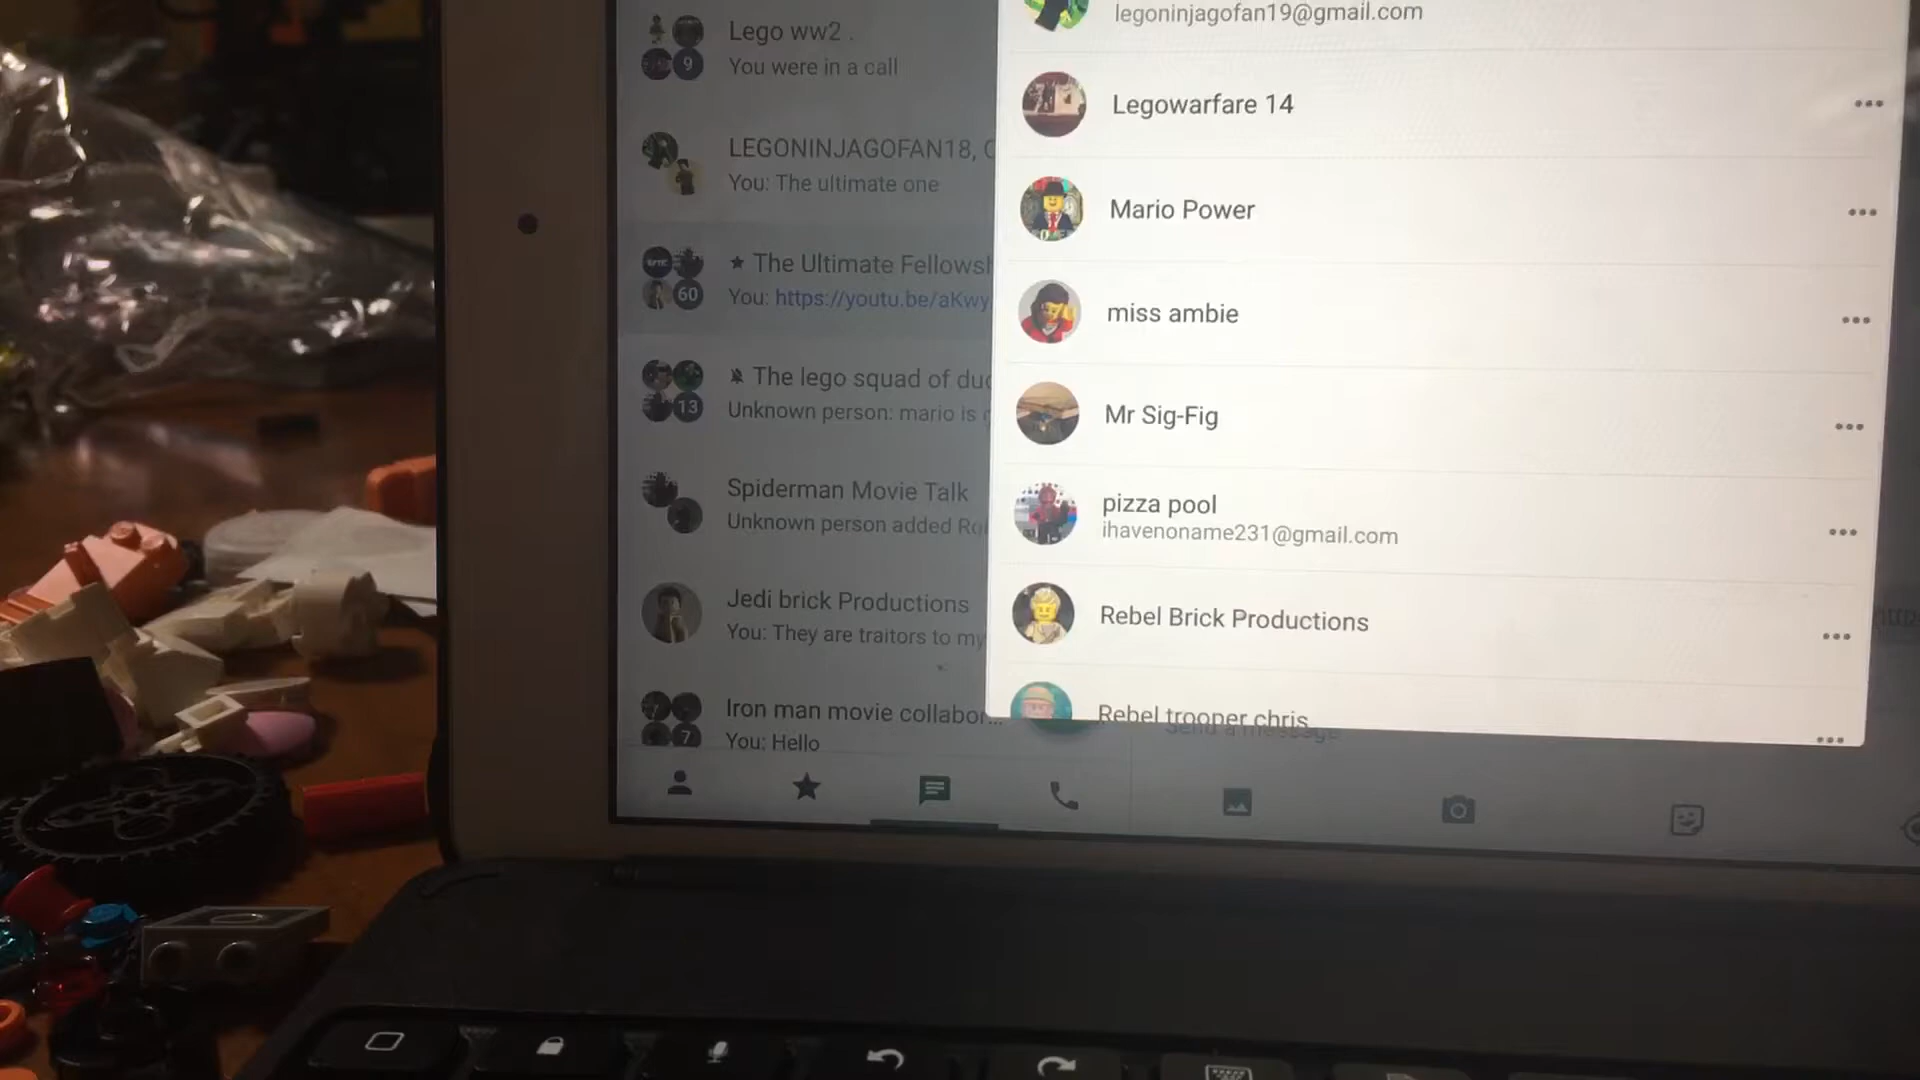 Lego ww2 .
9
You were in a call
LEGONINJAGOFAN18,
You: The ultimate one
★ The Ultimate
60
You: https://youtu.be/aKwy
The lego squad of
13
Unknown person: mario is
Spiderman Movie Talk
Unknown person added
Jedi brick Productions
You: They are traitors to my
Iron man movie collabor...
7
You: Hello
legoninjagofan19@gmail.com
Legowarfare 14
Mario Power
miss ambie
Mr Sig-Fig
pizza pool
ihavenoname231@gmail.com
Rebel Brick Productions
Rebel trooper chris
Send a message